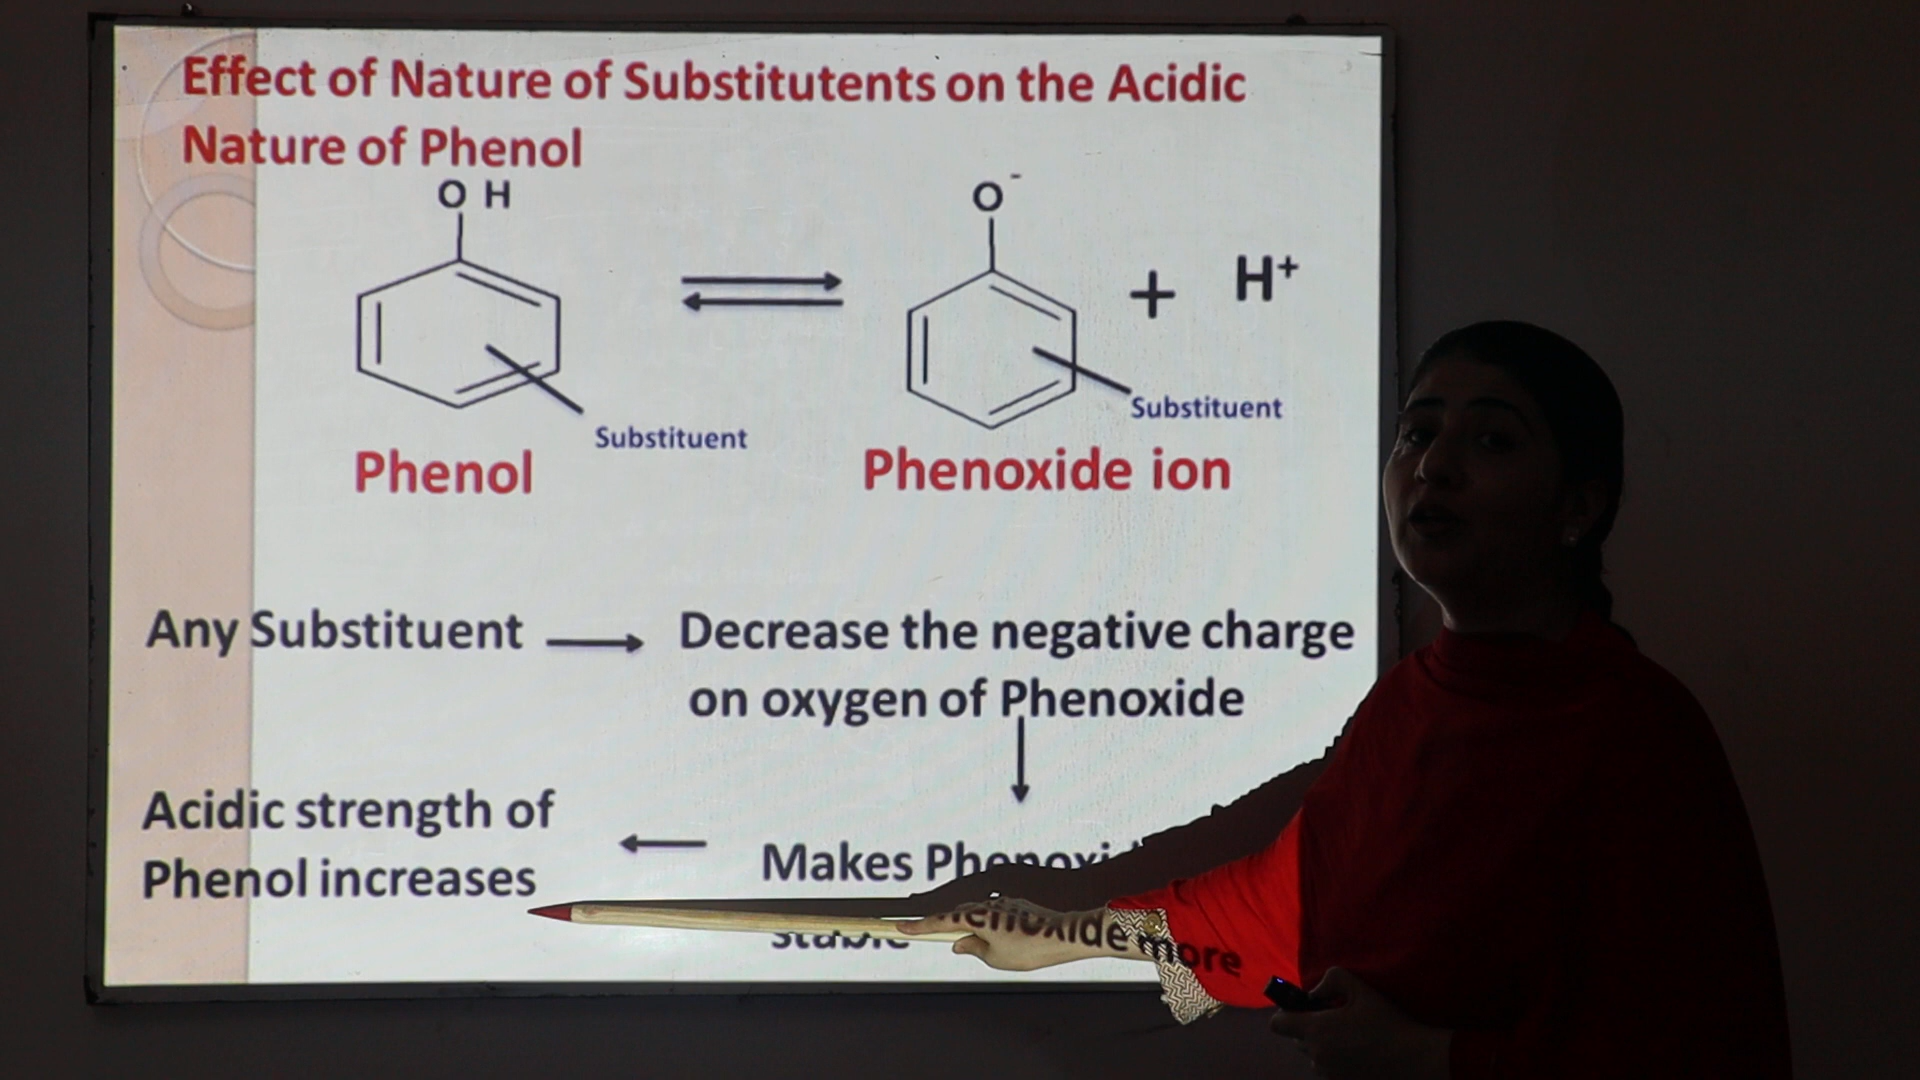 Effect of Nature of Substitutents on the Acidic
Nature of Phenol
O H
O⁻
+ H⁺
Substituent
Substituent
Phenol
Phenoxide ion
Any Substituent → Decrease the negative charge
on oxygen of Phenoxide
Acidic strength of
Phenol increases
← Makes Phenoxide more
stable